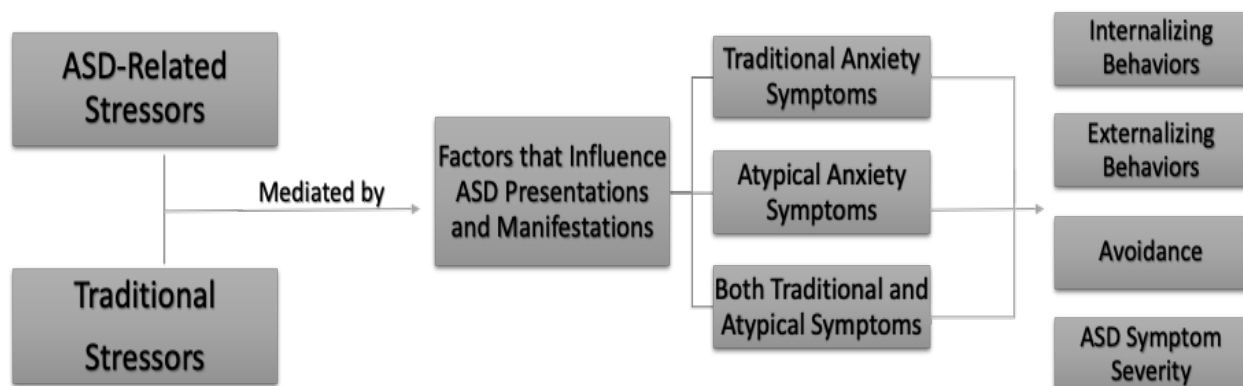 ASD-Related
Stressors
Traditional
Stressors
Mediated by
Factors that Influence
ASD Presentations
and Manifestations
Traditional Anxiety
Symptoms
Atypical Anxiety
Symptoms
Both Traditional and
Atypical Symptoms
Internalizing
Behaviors
Externalizing
Behaviors
Avoidance
ASD Symptom
Severity